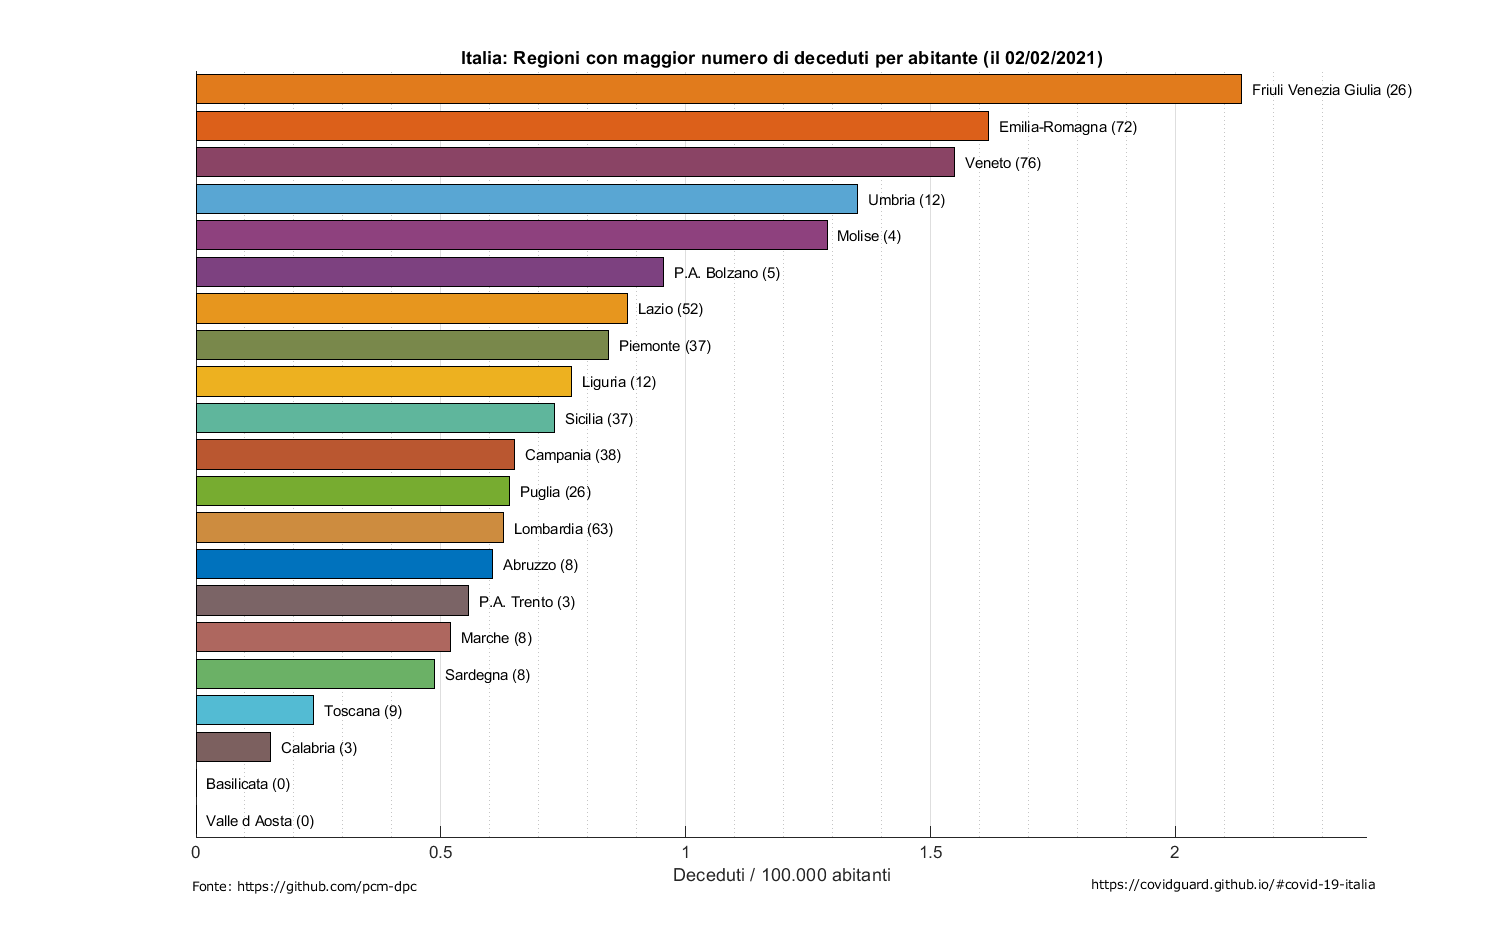 Italia: Regioni con maggior numero di deceduti per abitante (il 02/02/2021)
Friuli Venezia Giulia (26)
Emilia-Romagna (72)
Veneto (76)
Umbria (12)
Molise (4)
P.A. Bolzano (5)
Lazio (52)
Piemonte (37)
Liguria (12)
Sicilia (37)
Campania (38)
Puglia (26)
Lombardia (63)
Abruzzo (8)
P.A. Trento (3)
Marche (8)
Sardegna (8)
Toscana (9)
Calabria (3)
Basilicata (0)
Valle d Aosta (0)
0 0.5 1 1.5 2
Deceduti / 100.000 abitanti
Fonte: https://github.com/pcm-dpc
https://covidguard.github.io/#covid-19-italia